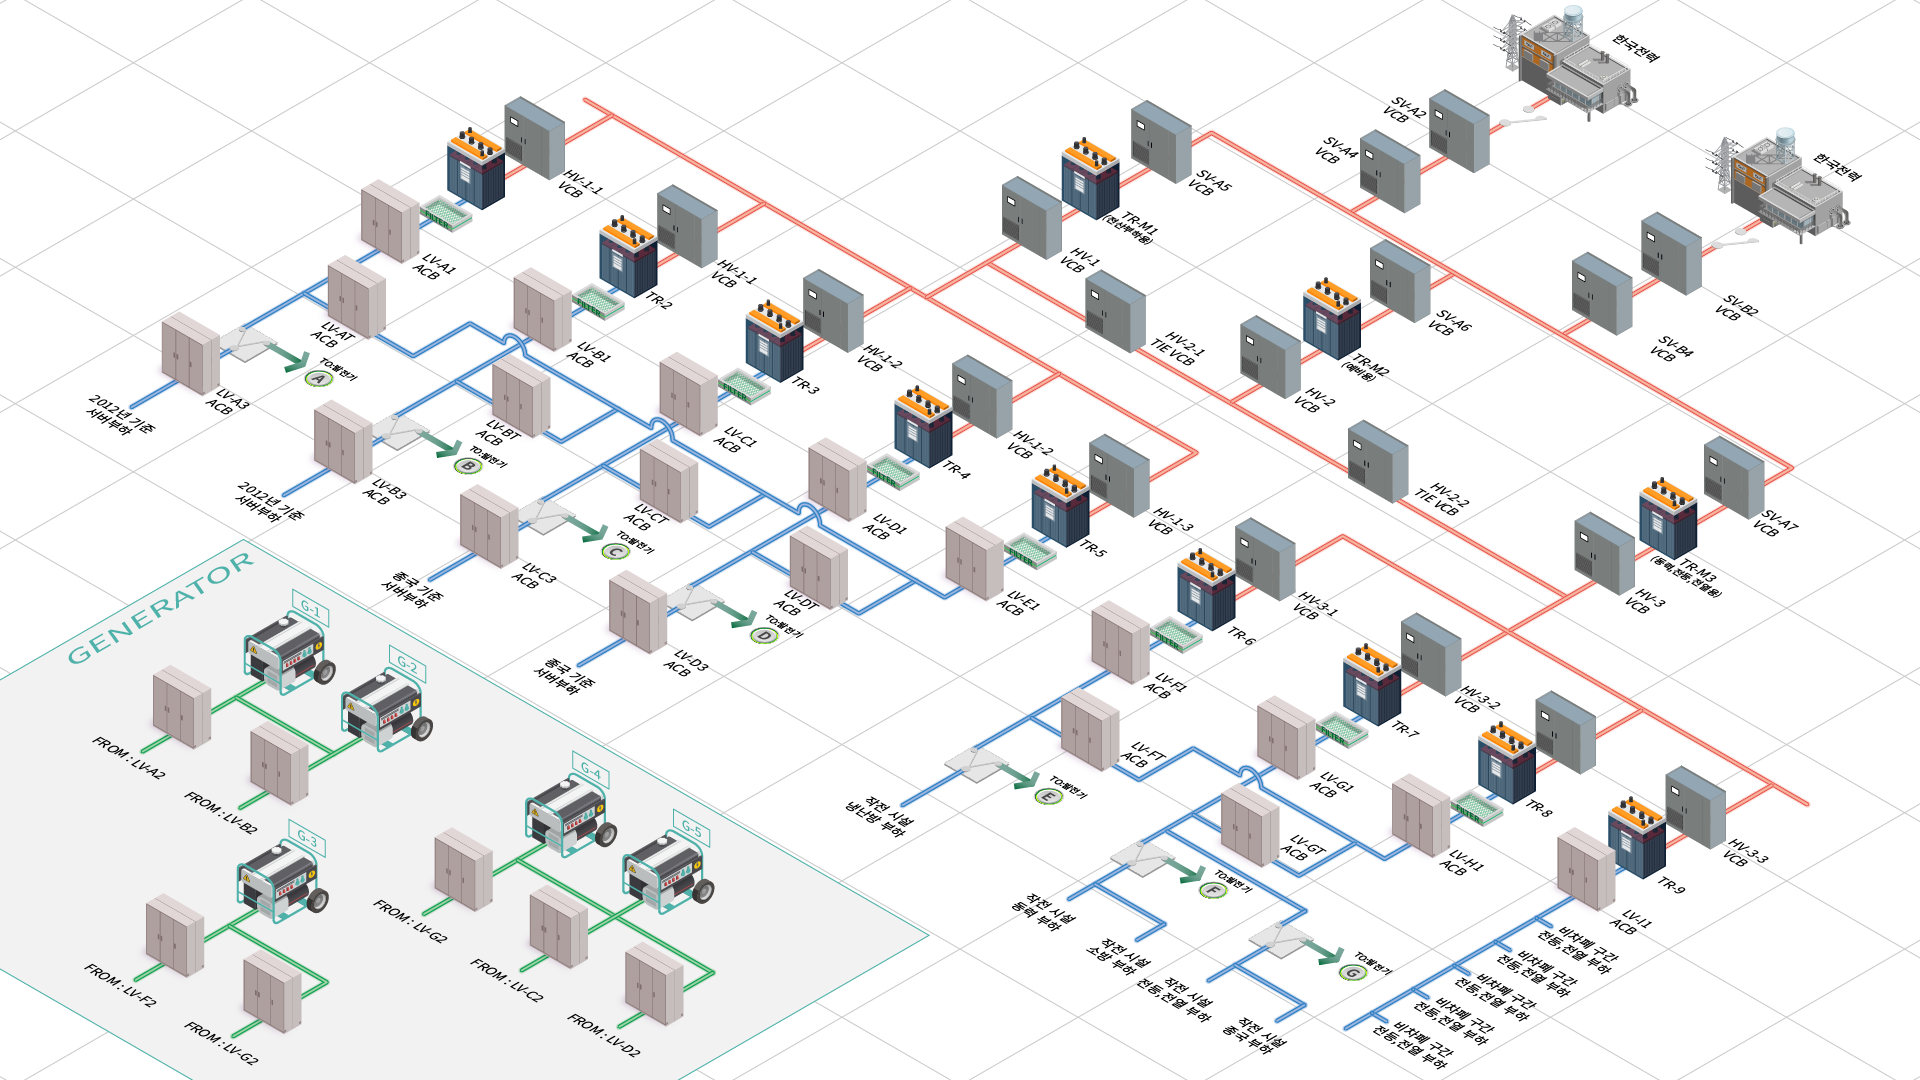 한국전력
SV-A2
VCB
SV-A4
VCB
한국전력
SV-A5
VCB
TR-M1
(전산부하용)
HV-1
VCB
HV-1-1
VCB
LV-A1
ACB
HV-1-1
VCB
TR-2
LV-AT
ACB
TO:발전기
A
LV-A3
ACB
2012년 기준
서버부하
SV-B2
VCB
SV-B4
VCB
SV-A6
VCB
TR-M2
(예비용)
HV-2
VCB
HV-2-1
TIE VCB
HV-1-2
VCB
TR-3
LV-B1
ACB
LV-BT
ACB
TO:발전기
B
LV-B3
ACB
2012년 기준
서버부하
HV-1-2
VCB
TR-4
LV-C1
ACB
LV-CT
ACB
TO:발전기
C
LV-C3
ACB
중국 기준
서버부하
HV-2-2
TIE VCB
SV-A7
VCB
TR-M3
(동력,전등,전열용)
HV-3
VCB
HV-1-3
VCB
TR-5
LV-D1
ACB
LV-DT
ACB
TO:발전기
D
LV-D3
ACB
중국 기준
서버부하
LV-E1
ACB
HV-3-1
VCB
TR-6
LV-F1
ACB
LV-FT
ACB
TO:발전기
E
작전 시설
냉난방 부하
HV-3-2
VCB
TR-7
LV-G1
ACB
LV-GT
ACB
TO:발전기
F
작전 시설
동력 부하
작전 시설
소방 부하
TR-8
LV-H1
ACB
TO:발전기
G
작전 시설
전등,전열 부하
작전 시설
중국 부하
HV-3-3
VCB
TR-9
LV-I1
ACB
비차폐 구간
전등,전열 부하
비차폐 구간
전등,전열 부하
비차폐 구간
전등,전열 부하
비차폐 구간
전등,전열 부하
비차폐 구간
전등,전열 부하
FILTER
FILTER
FILTER
FILTER
FILTER
FILTER
FILTER
FILTER
GENERATOR
G-1
G-2
FROM : LV-A2
FROM : LV-B2
G-3
FROM : LV-F2
FROM : LV-G2
G-4
G-5
FROM : LV-G2
FROM : LV-C2
FROM : LV-D2